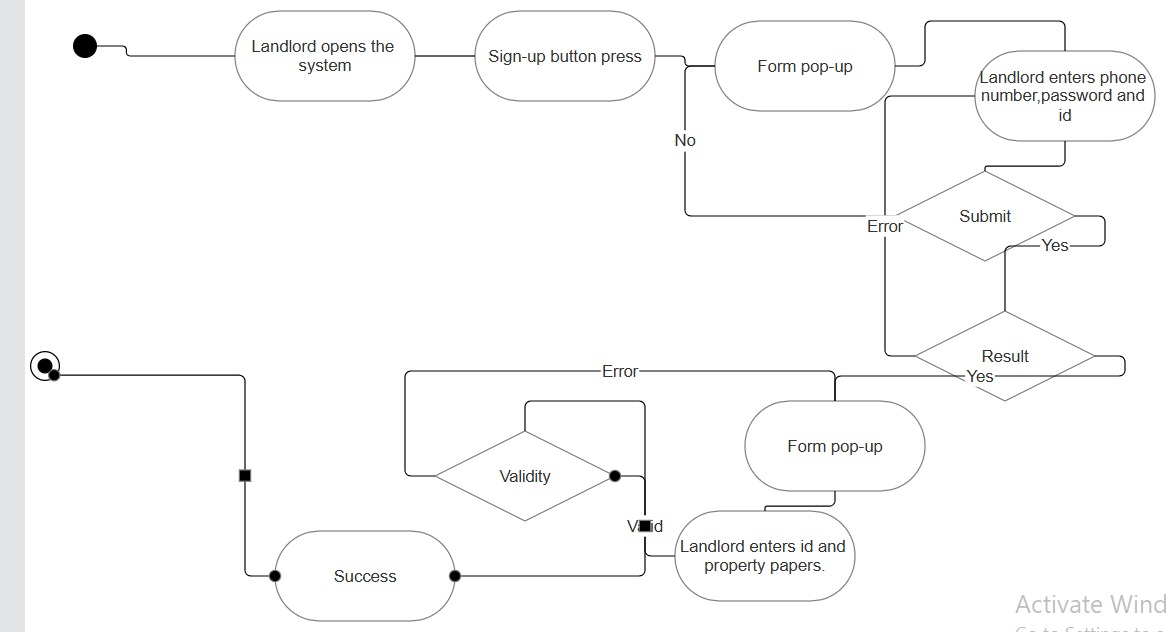 Landlord opens the
system
Sign-up button press
Form pop-up
Landlord enters phone
number,password and
id
No
Submit
Error
Yes
Result
Yes
Error
Form pop-up
Validity
Landlord enters id and
property papers.
Success
Activate Wind